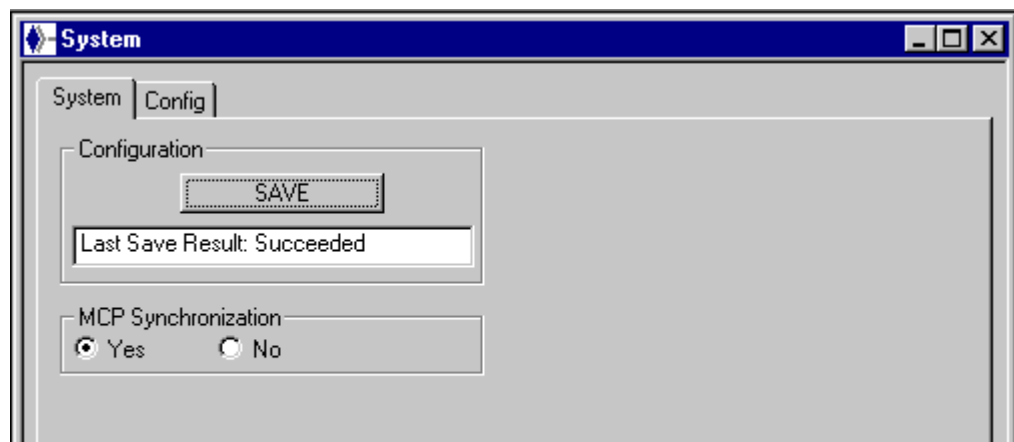 System
System Config
Configuration
SAVE
Last Save Result: Succeeded
MCP Synchronization
Yes No